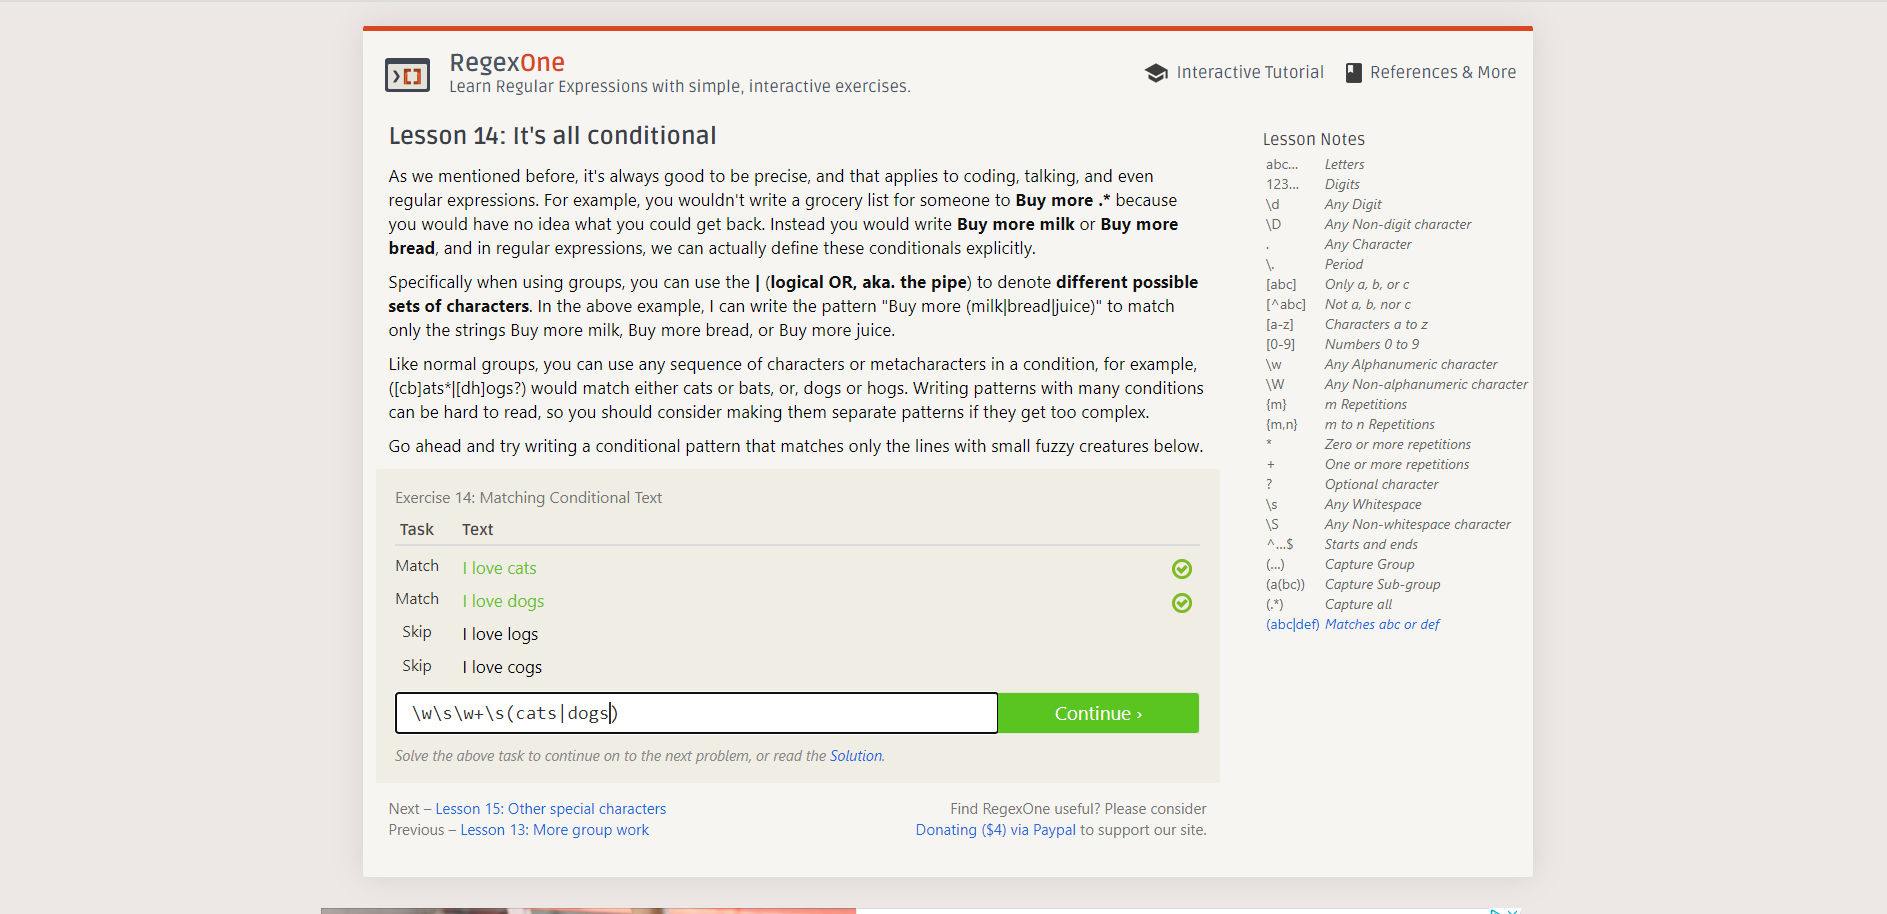 RegexOne
Learn Regular Expressions with simple, interactive exercises.
Interactive Tutorial
References & More
Lesson 14: It's all conditional
As we mentioned before, it's always good to be precise, and that applies to coding, talking, and even
regular expressions. For example, you wouldn't write a grocery list for someone to Buy more .* because
you would have no idea what you could get back. Instead you would write Buy more milk or Buy more
bread, and in regular expressions, we can actually define these conditionals explicitly.
Specifically when using groups, you can use the | (logical OR, aka. the pipe) to denote different possible
sets of characters. In the above example, I can write the pattern "Buy more (milk|bread|juice)" to match
only the strings Buy more milk, Buy more bread, or Buy more juice.
Like normal groups, you can use any sequence of characters or metacharacters in a condition, for example,
([cb]ats*|[dh]ogs?) would match either cats or bats, or, dogs or hogs. Writing patterns with many conditions
can be hard to read, so you should consider making them separate patterns if they get too complex.
Go ahead and try writing a conditional pattern that matches only the lines with small fuzzy creatures below.
Exercise 14: Matching Conditional Text
Task Text
Match I love cats
Match I love dogs
Skip I love logs
Skip I love cogs
\w\s\w+\s(cats|dogs)
Continue ›
Solve the above task to continue on to the next problem, or read the Solution.
Next – Lesson 15: Other special characters
Previous – Lesson 13: More group work
Find RegexOne useful? Please consider
Donating ($4) via Paypal to support our site.
Lesson Notes
abc... Letters
123... Digits
\d Any Digit
\D Any Non-digit character
. Any Character
\. Period
[abc] Only a, b, or c
[^abc] Not a, b, nor c
[a-z] Characters a to z
[0-9] Numbers 0 to 9
\w Any Alphanumeric character
\W Any Non-alphanumeric character
{m} m Repetitions
{m,n} m to n Repetitions
* Zero or more repetitions
+ One or more repetitions
? Optional character
\s Any Whitespace
\S Any Non-whitespace character
^...$ Starts and ends
(...) Capture Group
(a(bc)) Capture Sub-group
(.*) Capture all
(abc|def) Matches abc or def